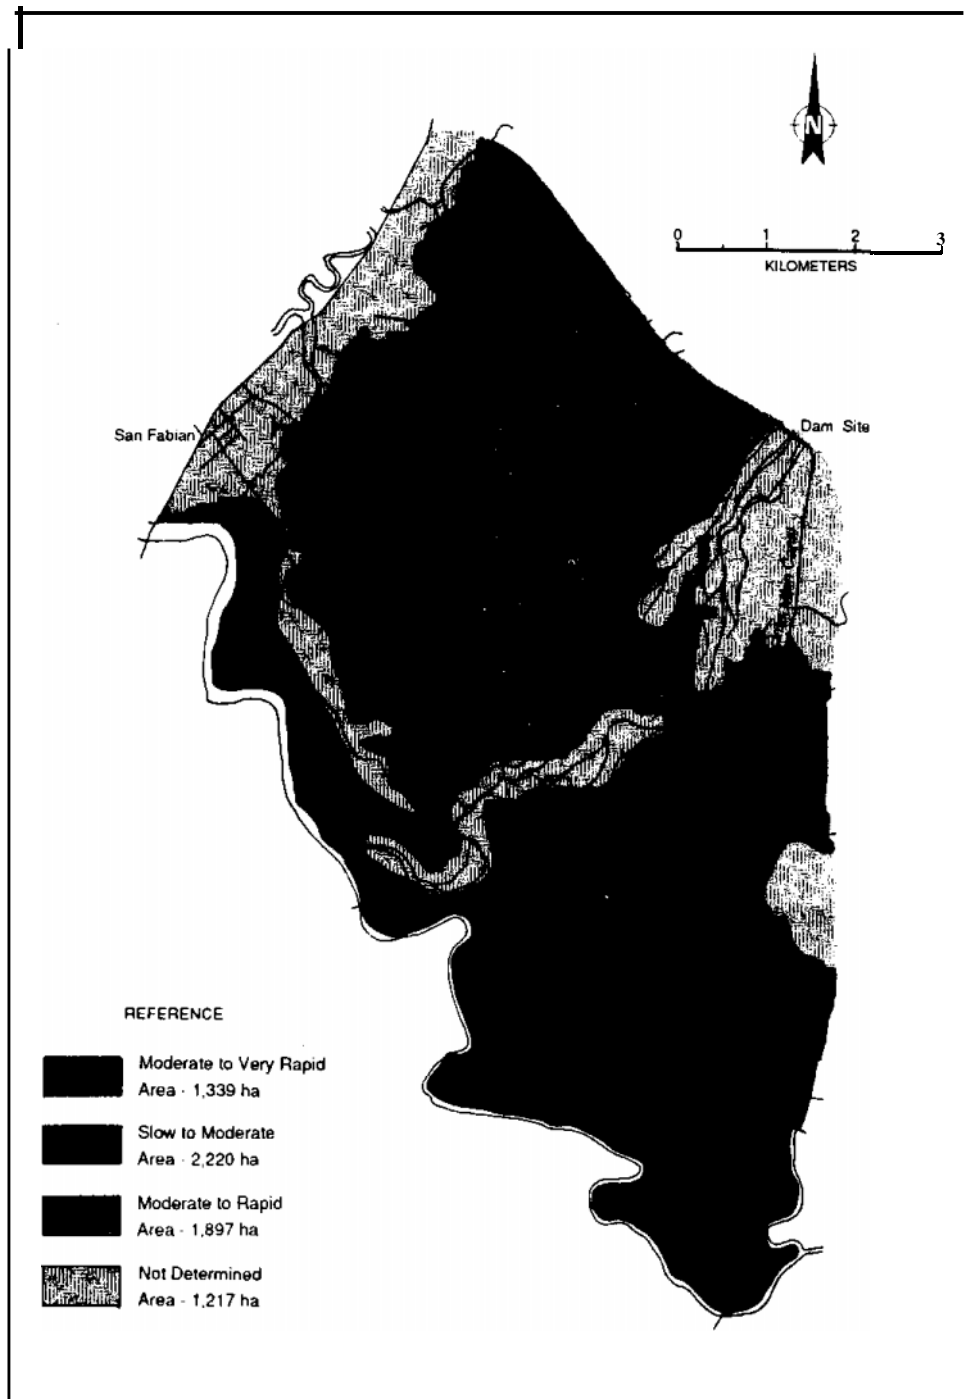 N
0 1 2 3
KILOMETERS
San Fabian
Dam Site
REFERENCE
Moderate to Very Rapid
Area - 1,339 ha
Slow to Moderate
Area - 2,220 ha
Moderate to Rapid
Area - 1,897 ha
Not Determined
Area - 1,217 ha